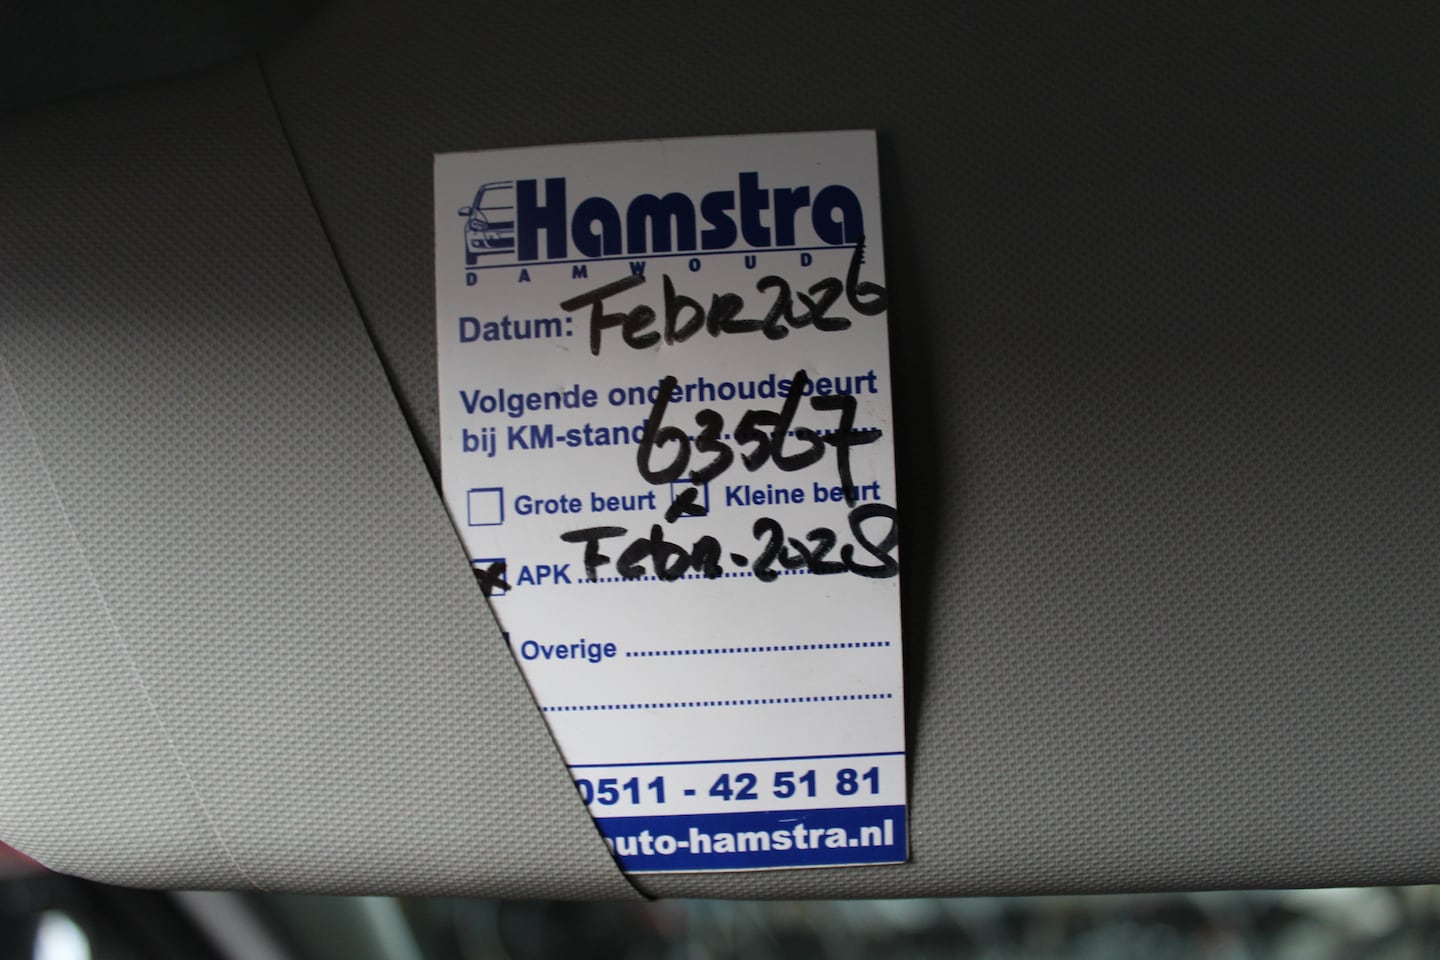 Hamstra
DAMWOUDE
Datum: Febr 2026
Volgende onderhoudsbeurt
bij KM-stand 63567
Grote beurt x Kleine beurt
x APK Febr. 2028
Overige
0511 - 42 51 81
auto-hamstra.nl